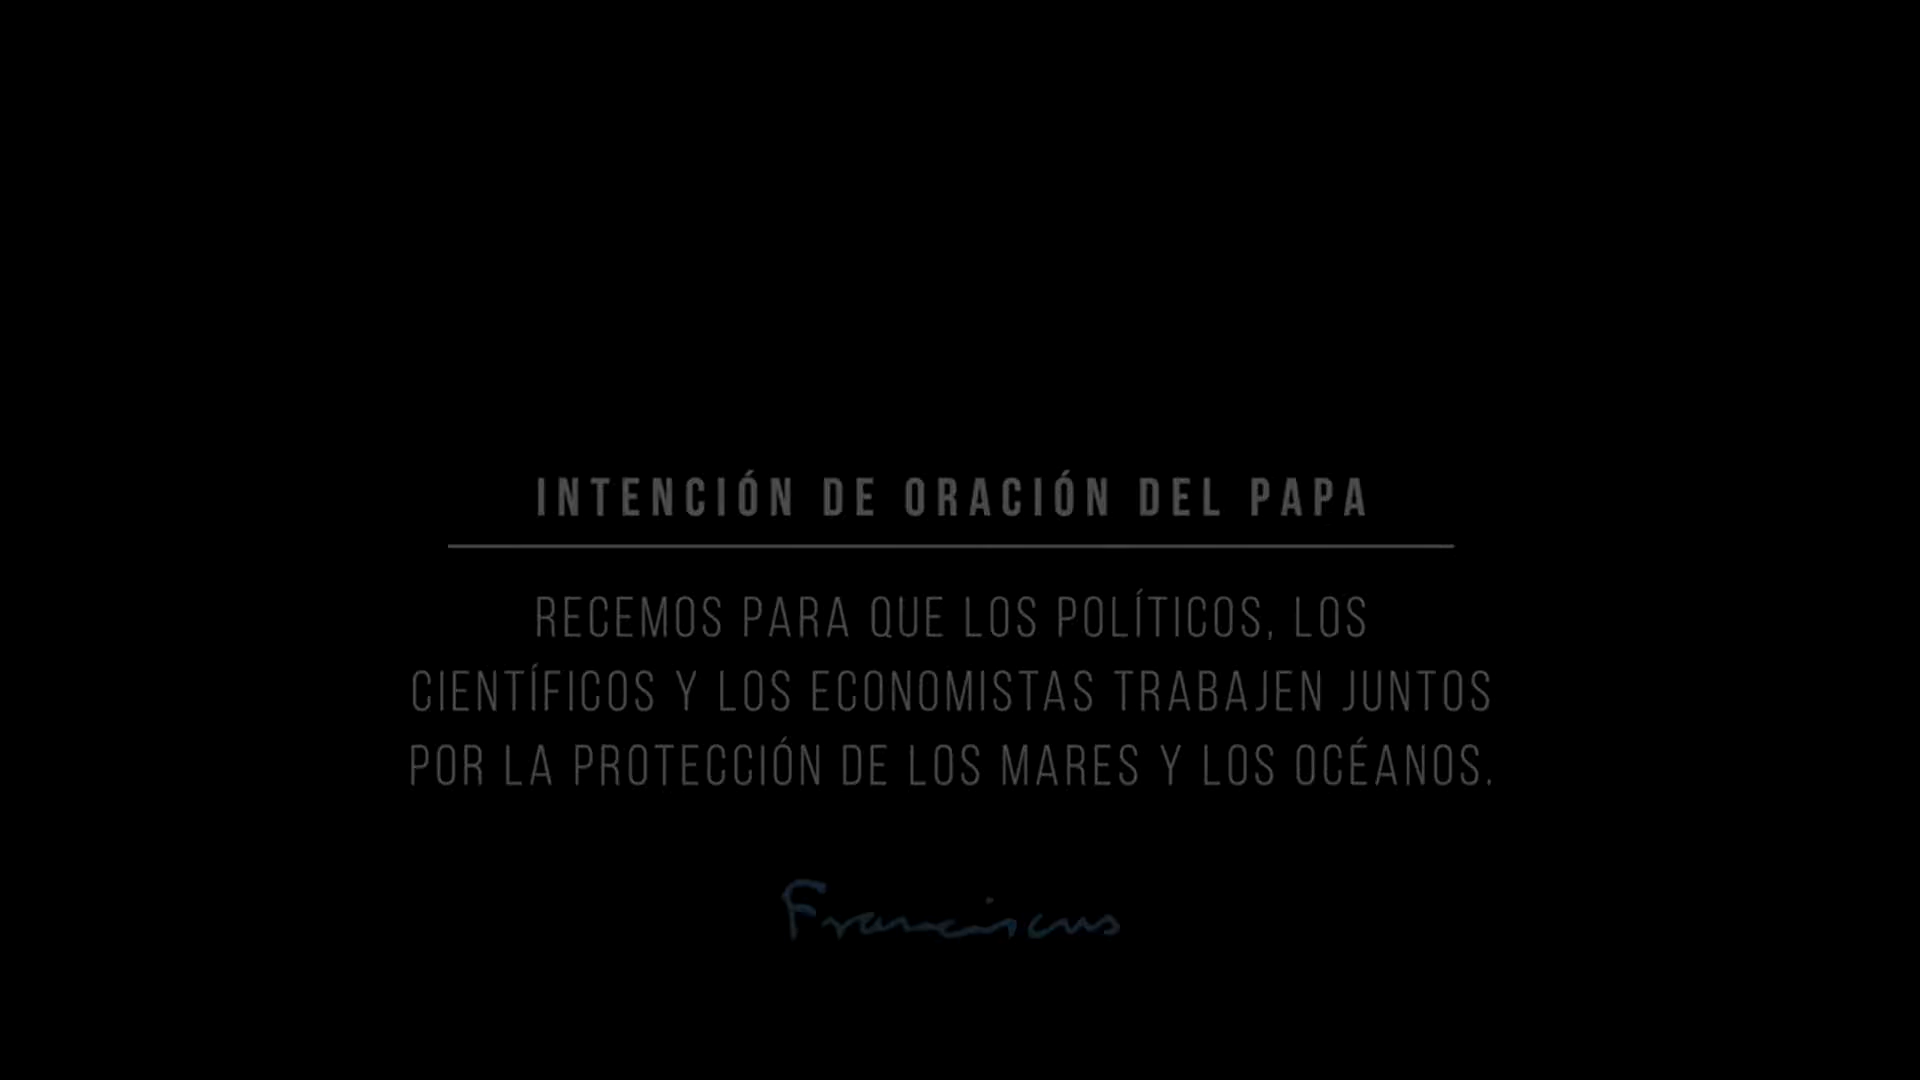 INTENCIÓN DE ORACIÓN DEL PAPA
RECEMOS PARA QUE LOS POLÍTICOS, LOS
CIENTÍFICOS Y LOS ECONOMISTAS TRABAJEN JUNTOS
POR LA PROTECCIÓN DE LOS MARES Y LOS OCÉANOS.
Franciscus